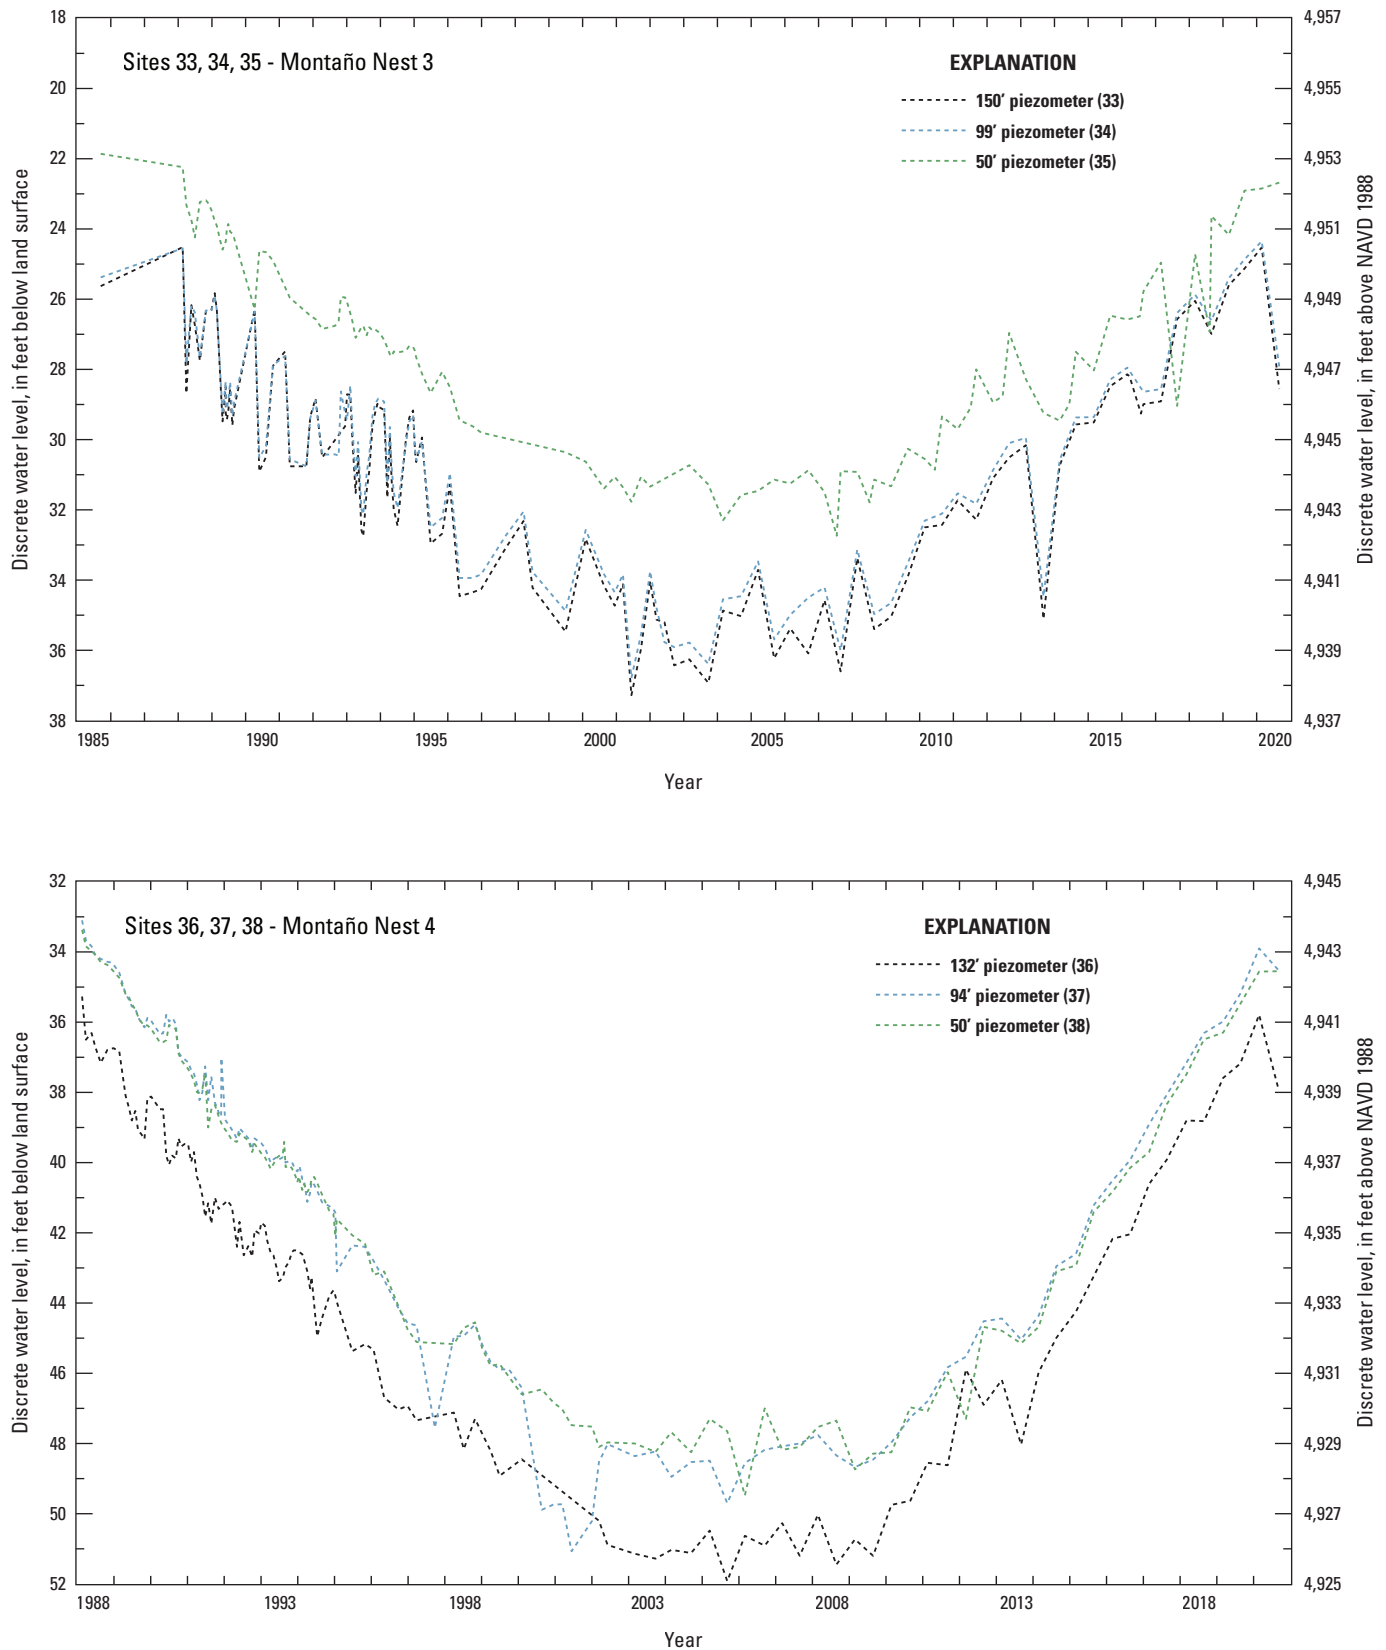 Sites 33, 34, 35 - Montaño Nest 3
EXPLANATION
150’ piezometer (33)
99’ piezometer (34)
50’ piezometer (35)
Discrete water level, in feet below land surface
18
20
22
24
26
28
30
32
34
36
38
4,957
4,955
4,953
4,951
4,949
4,947
4,945
4,943
4,941
4,939
4,937
Discrete water level, in feet above NAVD 1988
1985 1990 1995 2000 2005 2010 2015 2020
Year
Sites 36, 37, 38 - Montaño Nest 4
EXPLANATION
132’ piezometer (36)
94’ piezometer (37)
50’ piezometer (38)
Discrete water level, in feet below land surface
32
34
36
38
40
42
44
46
48
50
52
4,945
4,943
4,941
4,939
4,937
4,935
4,933
4,931
4,929
4,927
4,925
Discrete water level, in feet above NAVD 1988
1988 1993 1998 2003 2008 2013 2018
Year